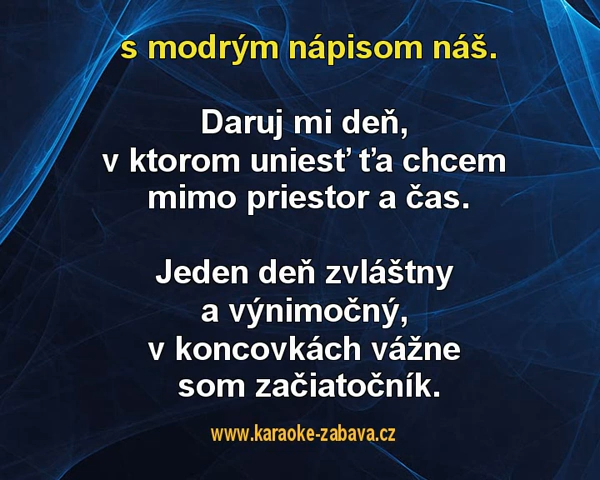 s modrým nápisom náš.
Daruj mi deň,
v ktorom uniesť ťa chcem
mimo priestor a čas.
Jeden deň zvláštny
a výnimočný,
v koncovkách vážne
som začiatočník.
www.karaoke-zabava.cz